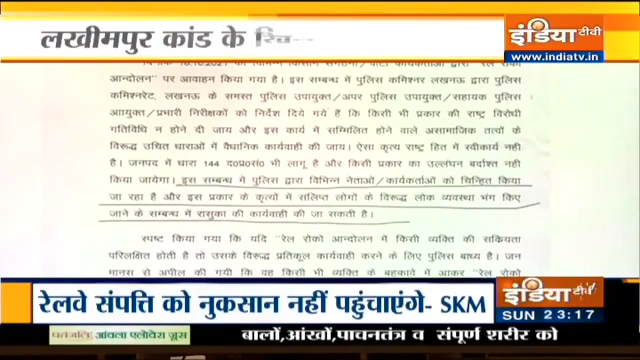 लखीमपुर कांड के
इंडिया टीवी
www.indiatv.in
आन्दोलन" पर आवाहन किया गया है। इस सम्बन्ध में पुलिस कमिश्नर लखनऊ द्वारा पुलिस
कमिश्नरेट, लखनऊ के समस्त पुलिस उपायुक्त/अपर पुलिस उपायुक्त/सहायक पुलिस
आयुक्त/प्रभारी निरीक्षकों को निर्देश दिये गये हैं कि किसी भी प्रकार की राष्ट्र विरोधी
गतिविधि न होने दी जाय और इस कार्य में सम्मिलित होने वाले असामाजिक तत्वों के
विरूद्ध उचित धाराओं में वैधानिक कार्यवाही की जाय। ऐसा कृत्य राष्ट्र हित में स्वीकार्य नही
है। जनपद में धारा 144 द०प्र०सं० भी लागू है और किसी प्रकार का उल्लंघन बर्दाश्त नही
किया जायेगा। इस सम्बन्ध में पुलिस द्वारा विभिन्न नेताओं/कार्यकर्ताओं को चिन्हित किया
जा रहा है और इस प्रकार के कृत्यों में संलिप्त लोगों के विरूद्ध लोक व्यवस्था भंग किए
जाने के सम्बन्ध में रासुका की कार्यवाही की जा सकती है।
स्पष्ट किया गया कि यदि "रेल रोको आन्दोलन में किसी व्यक्ति की सक्रियता
परिलक्षित होती है तो उसके विरूद्ध प्रतिकूल कार्यवाही करने के लिए पुलिस बाध्य है। जन
मानस से अपील की गयी कि वह किसी भी व्यक्ति के बहकावे में आकर "रेल रोको
रेलवे संपत्ति को नुकसान नहीं पहुंचाएंगे- SKM
इंडिया टीवी
SUN 23:17
पतंजलि आंवला एलोवेरा जूस
बालों,आंखों,पाचनतंत्र व संपूर्ण शरीर को